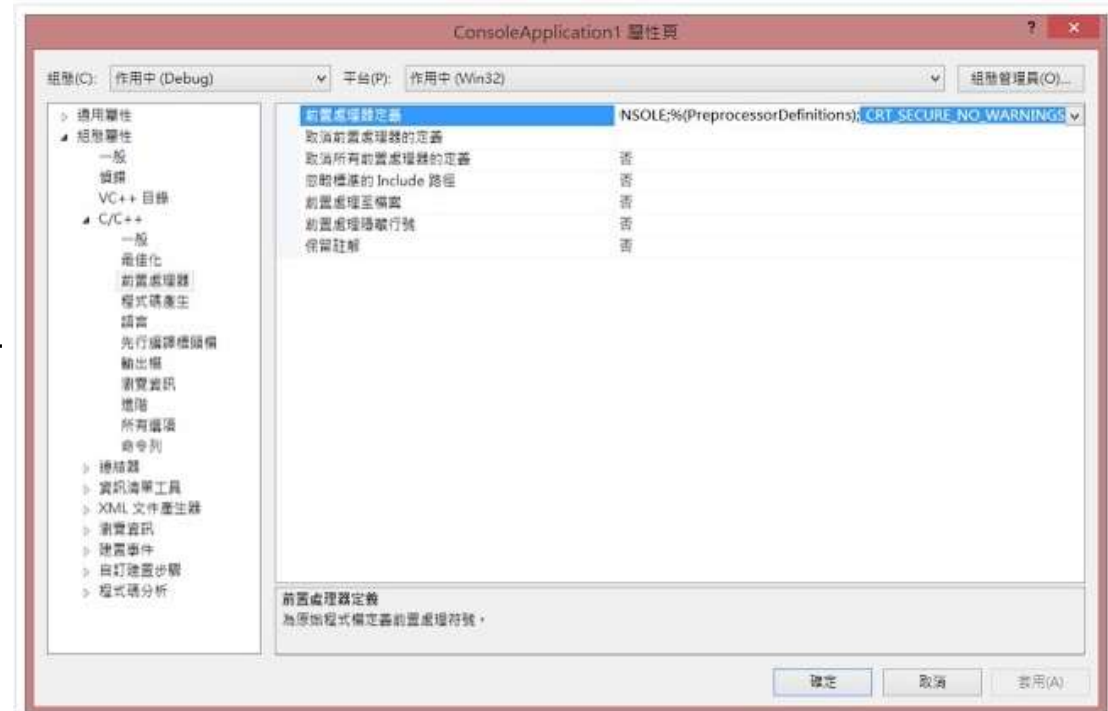 ConsoleApplication1 屬性頁
? ×
組態(C): 作用中 (Debug) 平台(P): 作用中 (Win32) 組態管理員(O)...
通用屬性
組態屬性
一般
偵錯
VC++ 目錄
C/C++
一般
最佳化
前置處理器
程式碼產生
語言
先行編譯標頭檔
輸出檔
瀏覽資訊
進階
所有選項
命令列
連結器
資訊清單工具
XML 文件產生器
瀏覽資訊
建置事件
自訂建置步驟
程式碼分析
前置處理器定義 NSOLE;%(PreprocessorDefinitions);_CRT_SECURE_NO_WARNINGS
取消前置處理器的定義
取消所有前置處理器的定義 否
忽略標準的 Include 路徑 否
前置處理至檔案 否
前置處理隱藏行號 否
保留註解 否
前置處理器定義
為原始程式檔定義前置處理符號。
確定 取消 套用(A)